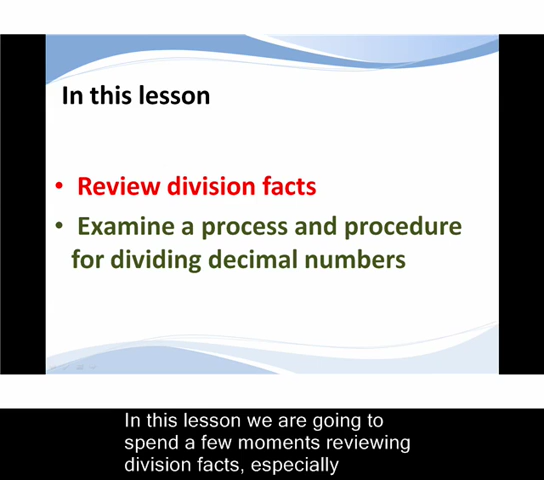 In this lesson
• Review division facts
• Examine a process and procedure
for dividing decimal numbers
In this lesson we are going to
spend a few moments reviewing
division facts, especially